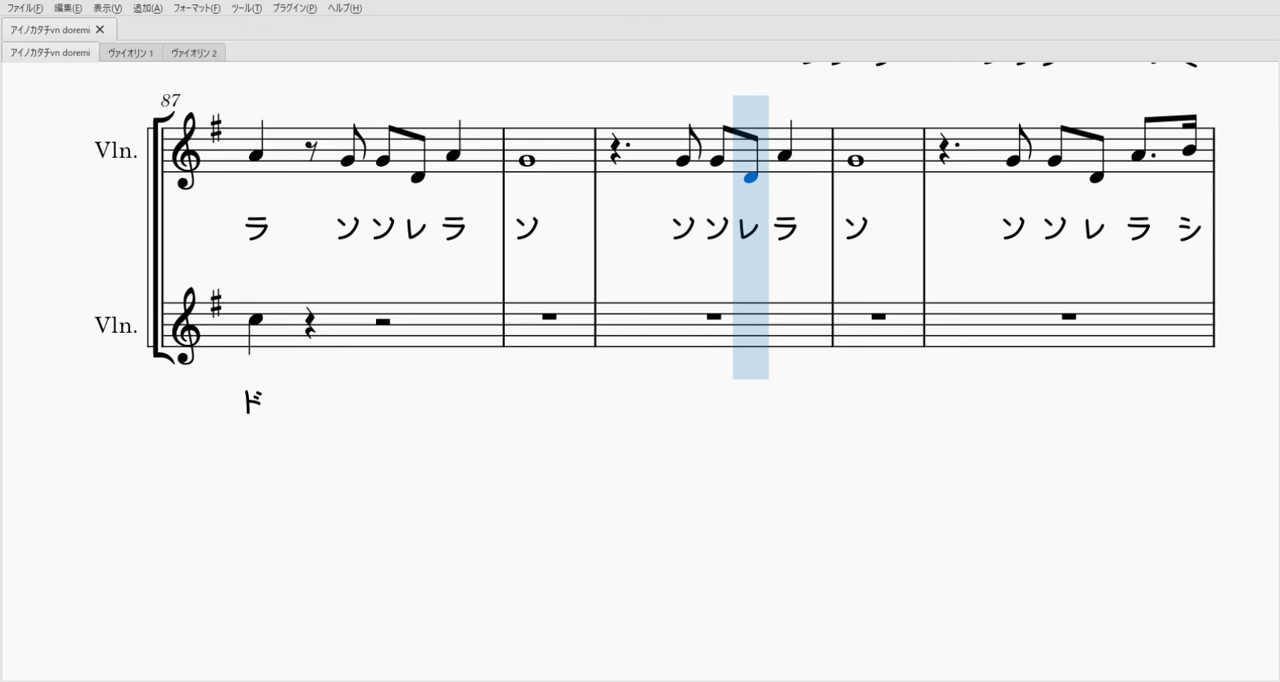 ファイル(F) 編集(E) 表示(V) 追加(A) フォーマット(F) ツール(T) プラグイン(P) ヘルプ(H)
アイノカタチvn doremi ✕
アイノカタチvn doremi ヴァイオリン 1 ヴァイオリン 2
87
Vln.
ラ ソ ソ レ ラ ソ ソ ソ レ ラ ソ ソ ソ レ ラ シ
Vln.
ド